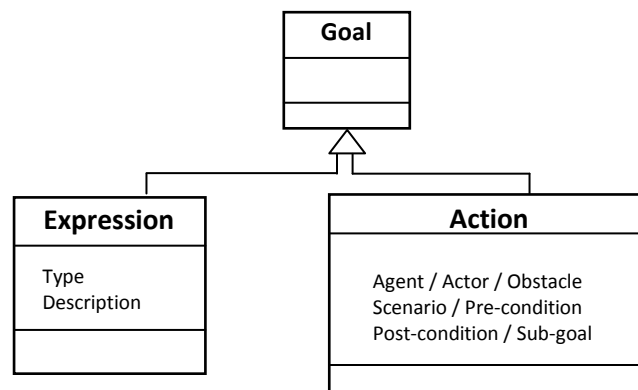 Goal
Expression
Type
Description
Action
Agent / Actor / Obstacle
Scenario / Pre-condition
Post-condition / Sub-goal